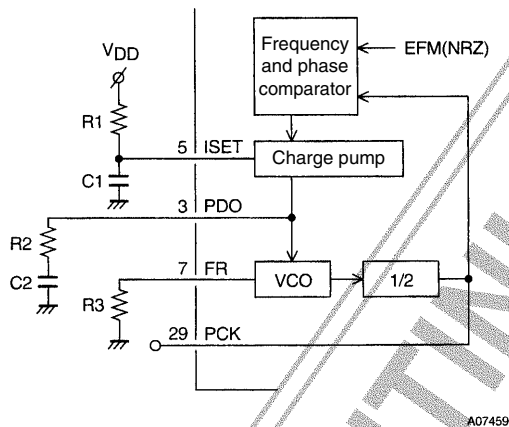 Frequency
and phase
comparator
EFM(NRZ)
VDD
R1
5 ISET
Charge pump
C1
3 PDO
R2
7 FR
VCO
1/2
C2
R3
29 PCK
A07459